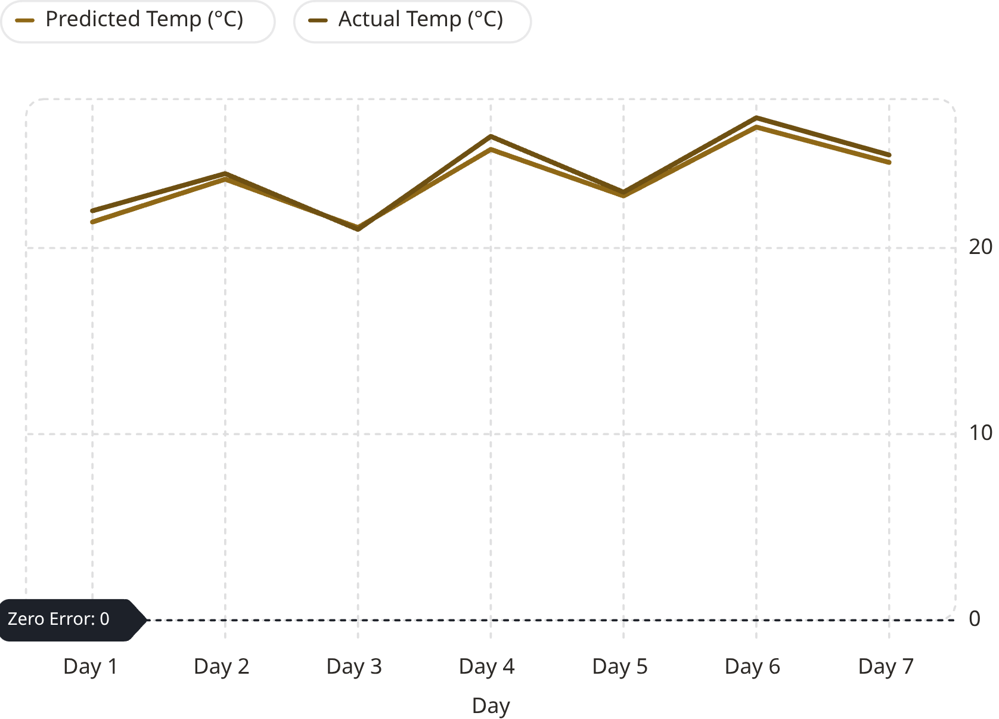 Predicted Temp (°C)
Actual Temp (°C)
20
10
0
Zero Error: 0
Day 1
Day 2
Day 3
Day 4
Day 5
Day 6
Day 7
Day